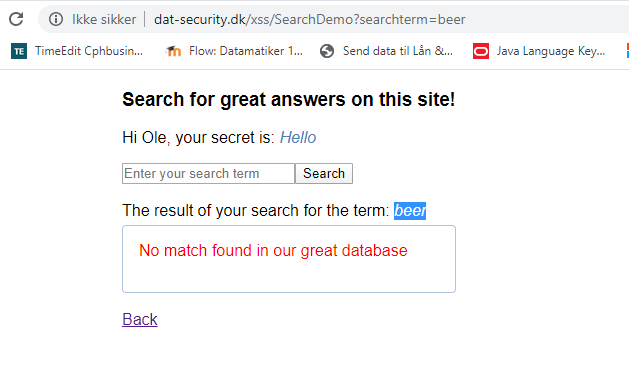 Ikke sikker | dat-security.dk/xss/SearchDemo?searchterm=beer
TE TimeEdit Cphbusin... Flow: Datamatiker 1... Send data til Lån &... Java Language Key...
Search for great answers on this site!
Hi Ole, your secret is: Hello
Enter your search term Search
The result of your search for the term: beer
No match found in our great database
Back